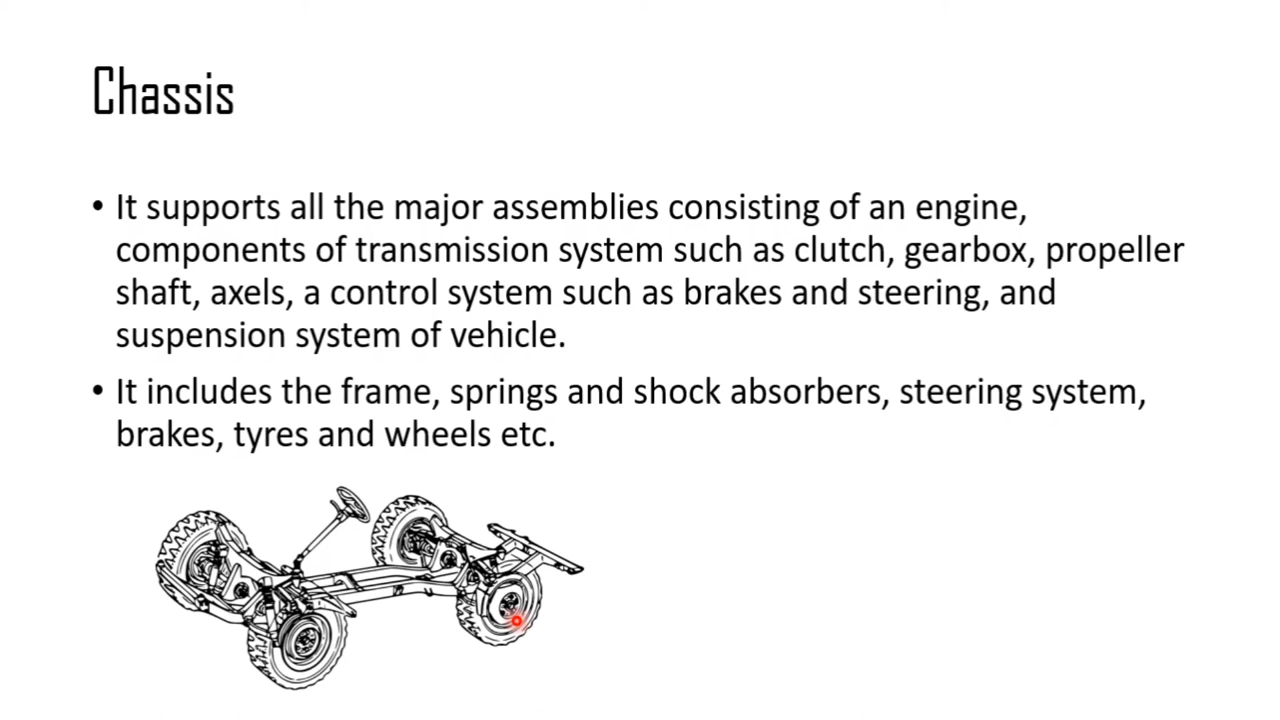 Chassis
• It supports all the major assemblies consisting of an engine,
components of transmission system such as clutch, gearbox, propeller
shaft, axels, a control system such as brakes and steering, and
suspension system of vehicle.
• It includes the frame, springs and shock absorbers, steering system,
brakes, tyres and wheels etc.